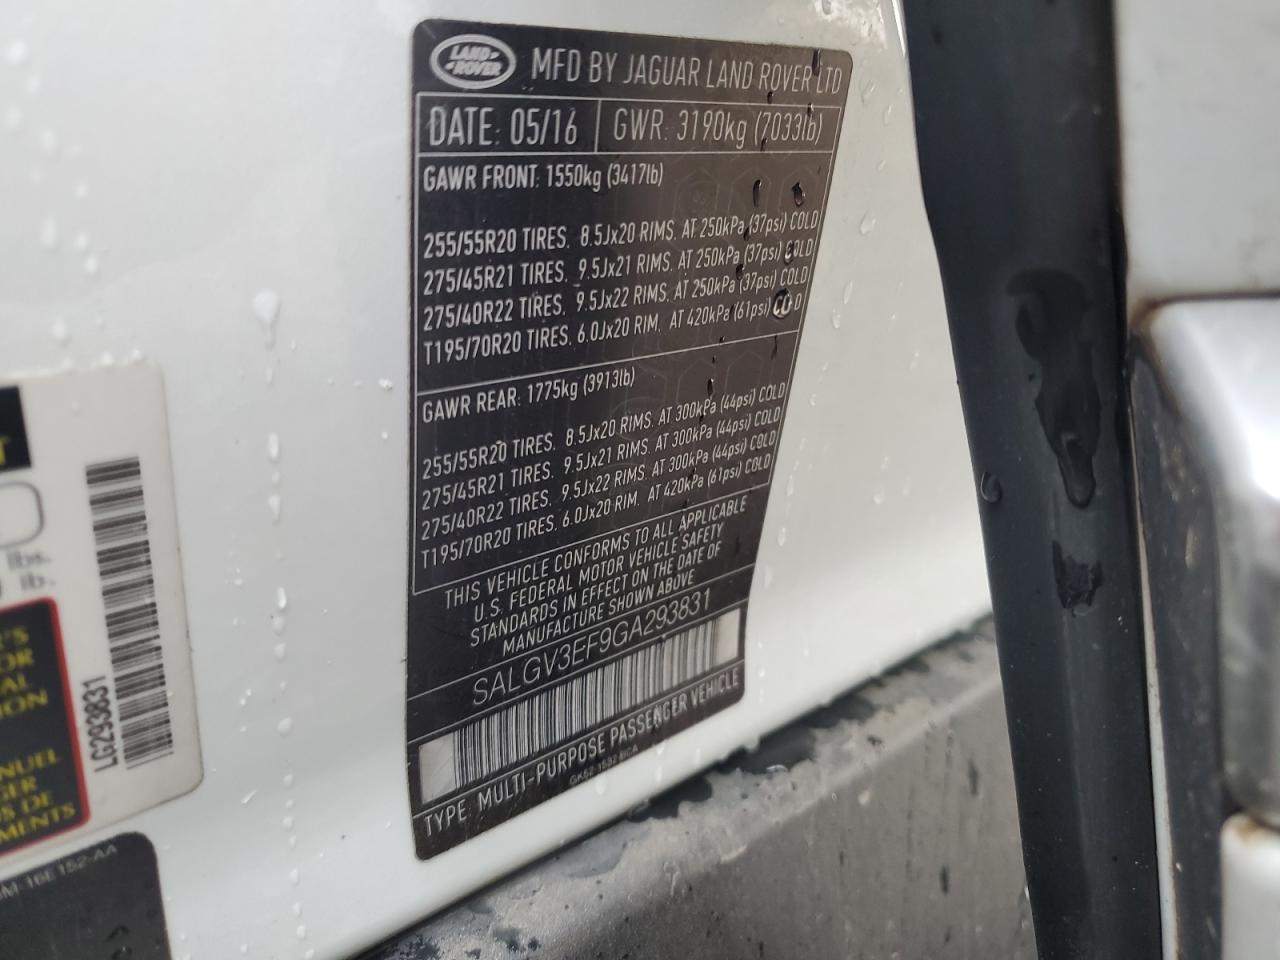 LAND-
-ROVER
MFD BY JAGUAR LAND ROVER LTD
DATE: 05/16 GWR: 3190kg (7033lb)
GAWR FRONT: 1550kg (3417lb)
255/55R20 TIRES. 8.5Jx20 RIMS. AT 250kPa (37psi) COLD
275/45R21 TIRES. 9.5Jx21 RIMS. AT 250kPa (37psi) COLD
275/40R22 TIRES. 9.5Jx22 RIMS. AT 250kPa (37psi) COLD
T195/70R20 TIRES. 6.0Jx20 RIM. AT 420kPa (61psi) COLD
GAWR REAR: 1775kg (3913lb)
255/55R20 TIRES. 8.5Jx20 RIMS. AT 300kPa (44psi) COLD
275/45R21 TIRES. 9.5Jx21 RIMS. AT 300kPa (44psi) COLD
275/40R22 TIRES. 9.5Jx22 RIMS. AT 300kPa (44psi) COLD
T195/70R20 TIRES. 6.0Jx20 RIM. AT 420kPa (61psi) COLD
THIS VEHICLE CONFORMS TO ALL APPLICABLE
U.S. FEDERAL MOTOR VEHICLE SAFETY
STANDARDS IN EFFECT ON THE DATE OF
MANUFACTURE SHOWN ABOVE
SALGV3EF9GA293831
TYPE: MULTI-PURPOSE PASSENGER VEHICLE
lbs.
lb.
LG293831